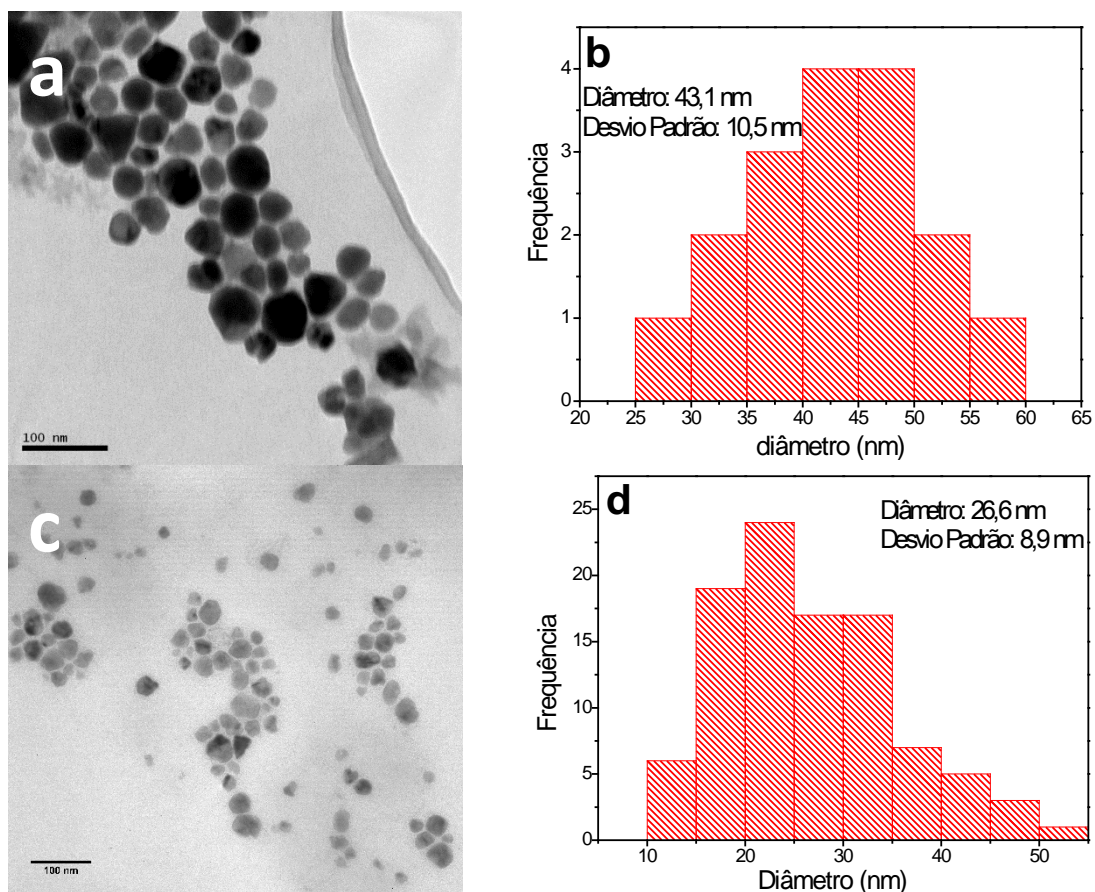 a
100 nm
b
Diâmetro: 43,1 nm
Desvio Padrão: 10,5 nm
Frequência
4
3
2
1
0
20 25 30 35 40 45 50 55 60 65
diâmetro (nm)
c
100 nm
d
Diâmetro: 26,6 nm
Desvio Padrão: 8,9 nm
Frequência
25
20
15
10
5
0
10 20 30 40 50
Diâmetro (nm)